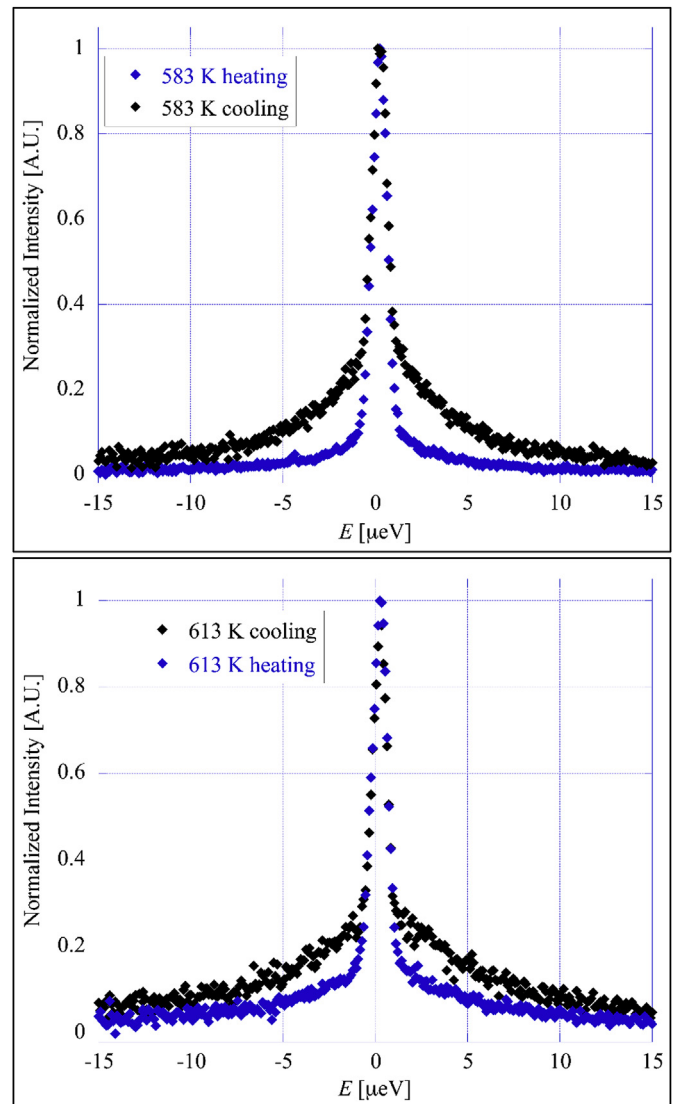 1
583 K heating
583 K cooling
0.8
0.6
0.4
0.2
0
Normalized Intensity [A.U.]
-15 -10 -5 0 5 10 15
E [µeV]
1
613 K cooling
613 K heating
0.8
0.6
0.4
0.2
0
Normalized Intensity [A.U.]
-15 -10 -5 0 5 10 15
E [µeV]